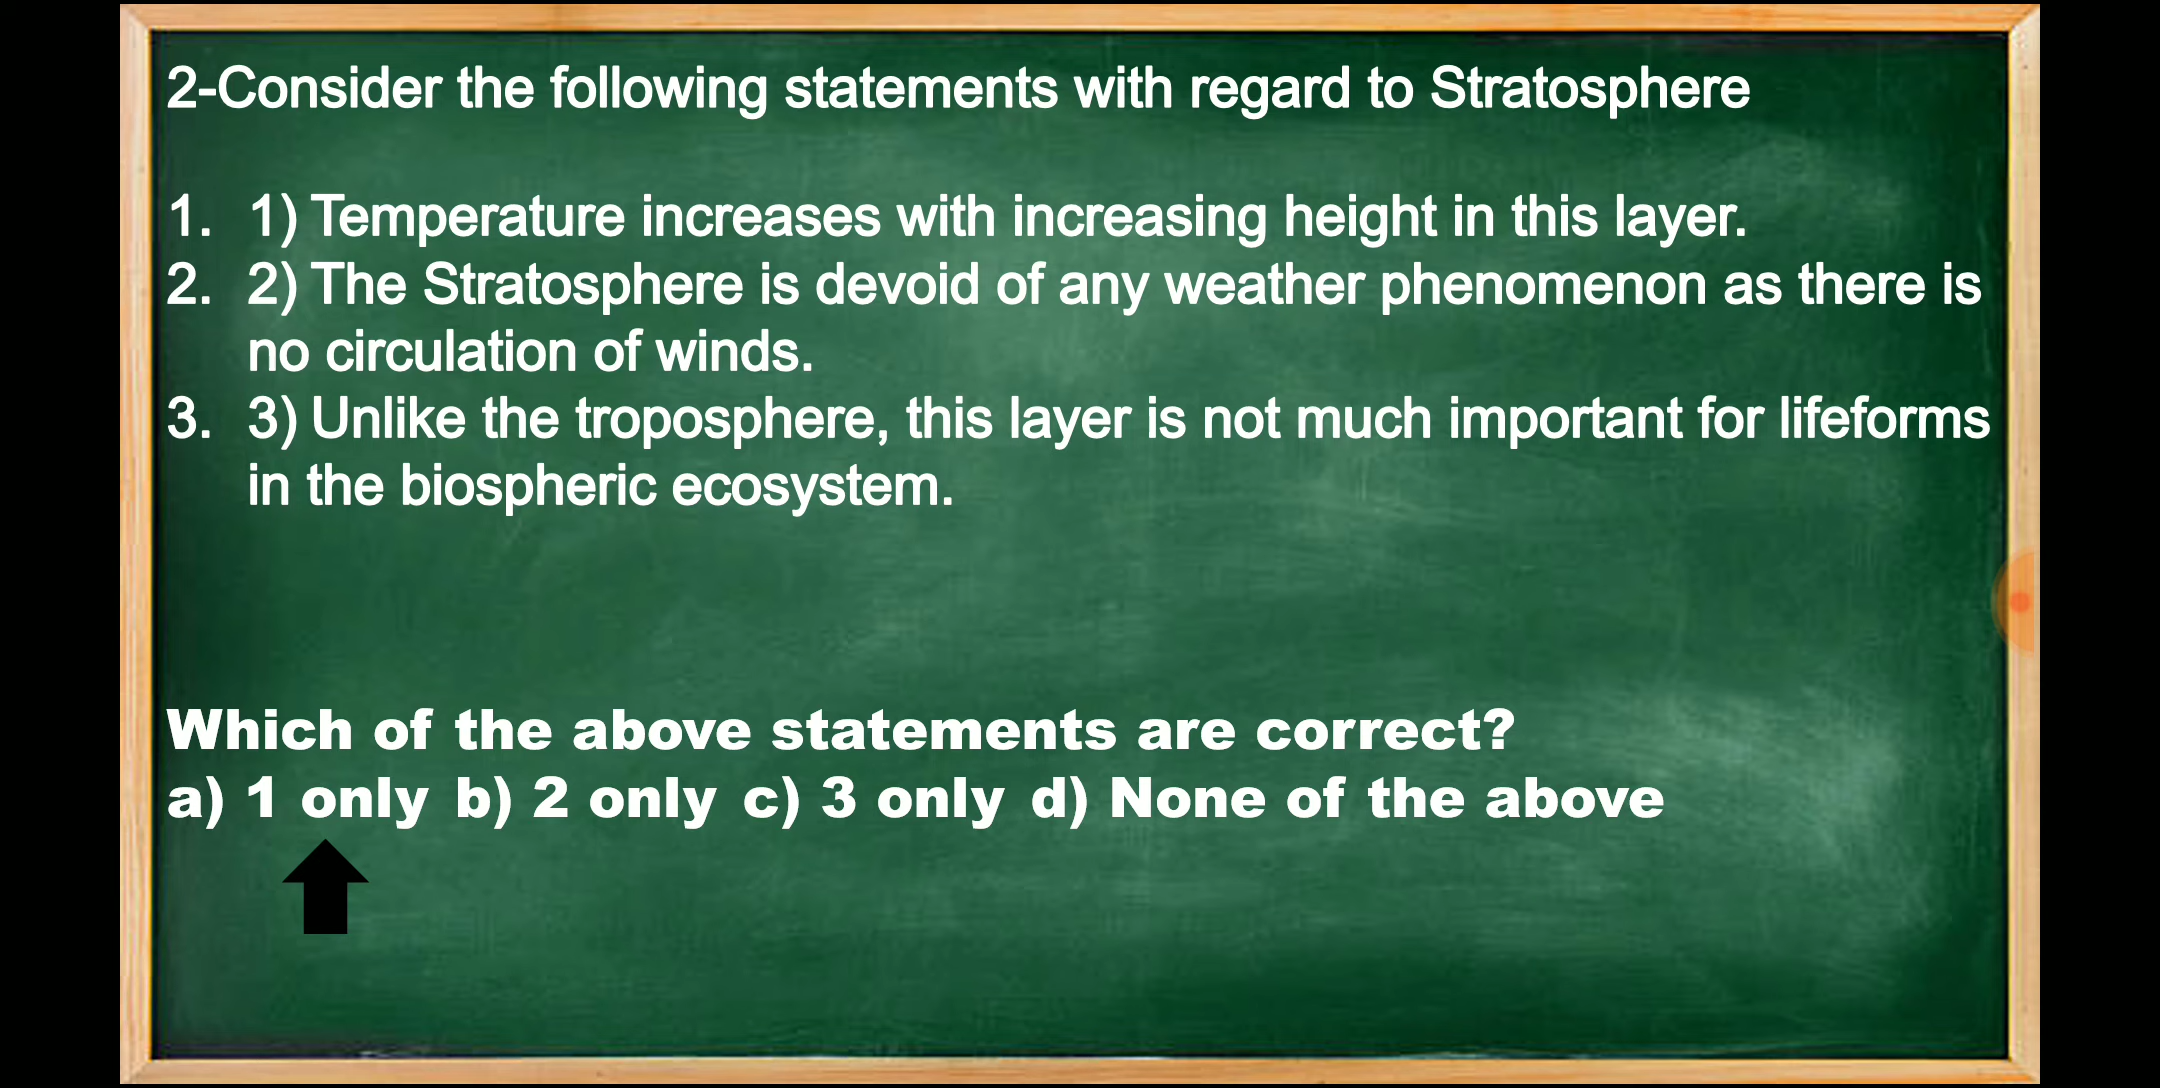 2-Consider the following statements with regard to Stratosphere
1. 1) Temperature increases with increasing height in this layer.
2. 2) The Stratosphere is devoid of any weather phenomenon as there is
no circulation of winds.
3. 3) Unlike the troposphere, this layer is not much important for lifeforms
in the biospheric ecosystem.
Which of the above statements are correct?
a) 1 only b) 2 only c) 3 only d) None of the above